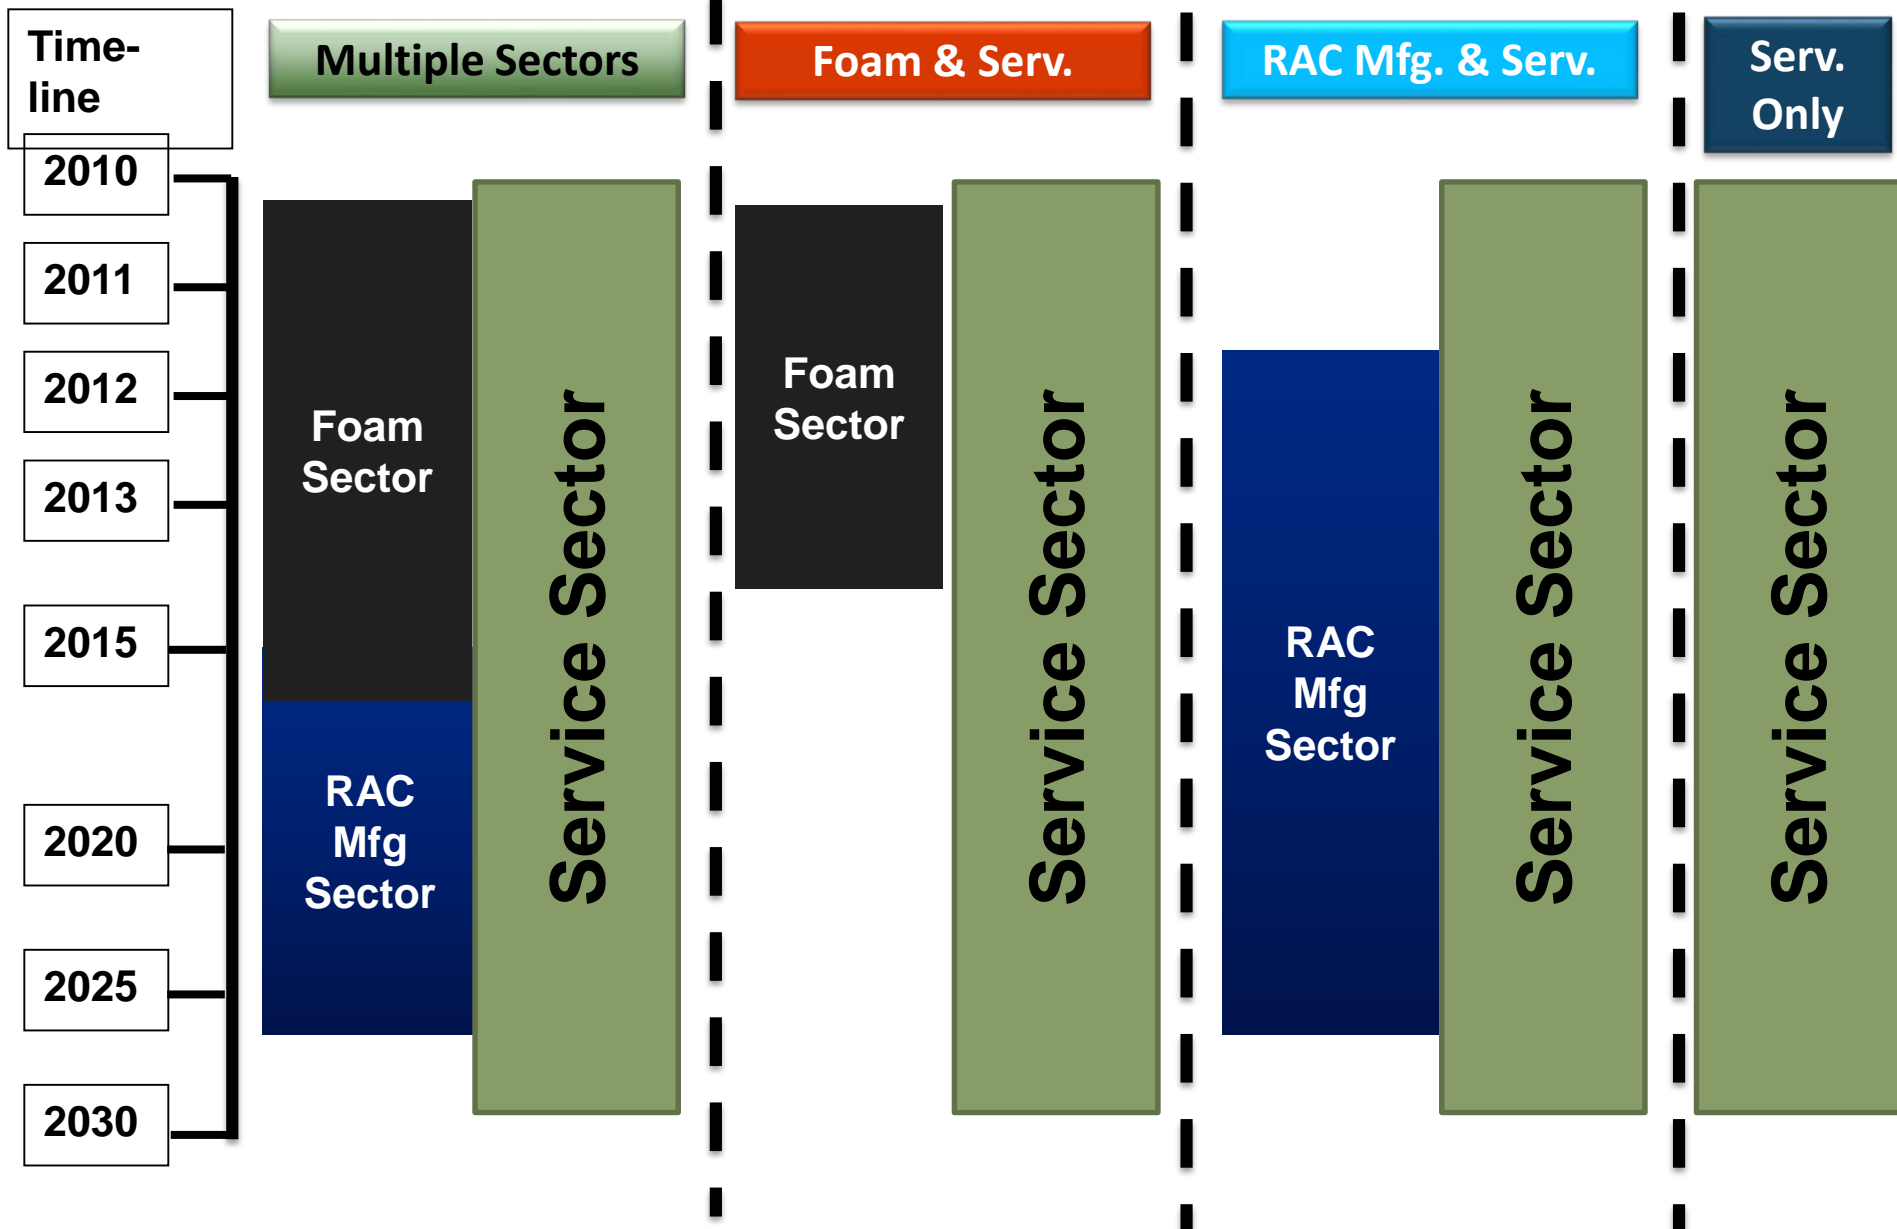 Time-
line
Multiple Sectors
Foam & Serv.
RAC Mfg. & Serv.
Serv.
Only
2010
2011
2012
2013
2015
2020
2025
2030
Foam
Sector
RAC
Mfg
Sector
Service Sector
Foam
Sector
Service Sector
RAC
Mfg
Sector
Service Sector
Service Sector